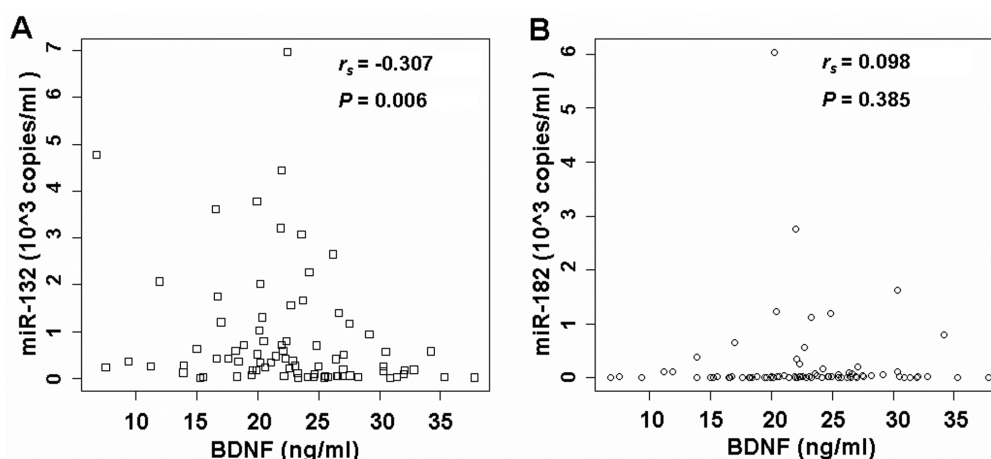 A
miR-132 (10^3 copies/ml )
7
6
5
4
3
2
1
0
rs = -0.307
P = 0.006
10 15 20 25 30 35
BDNF (ng/ml)
B
miR-182 (10^3 copies/ml )
6
5
4
3
2
1
0
rs = 0.098
P = 0.385
10 15 20 25 30 35
BDNF (ng/ml)